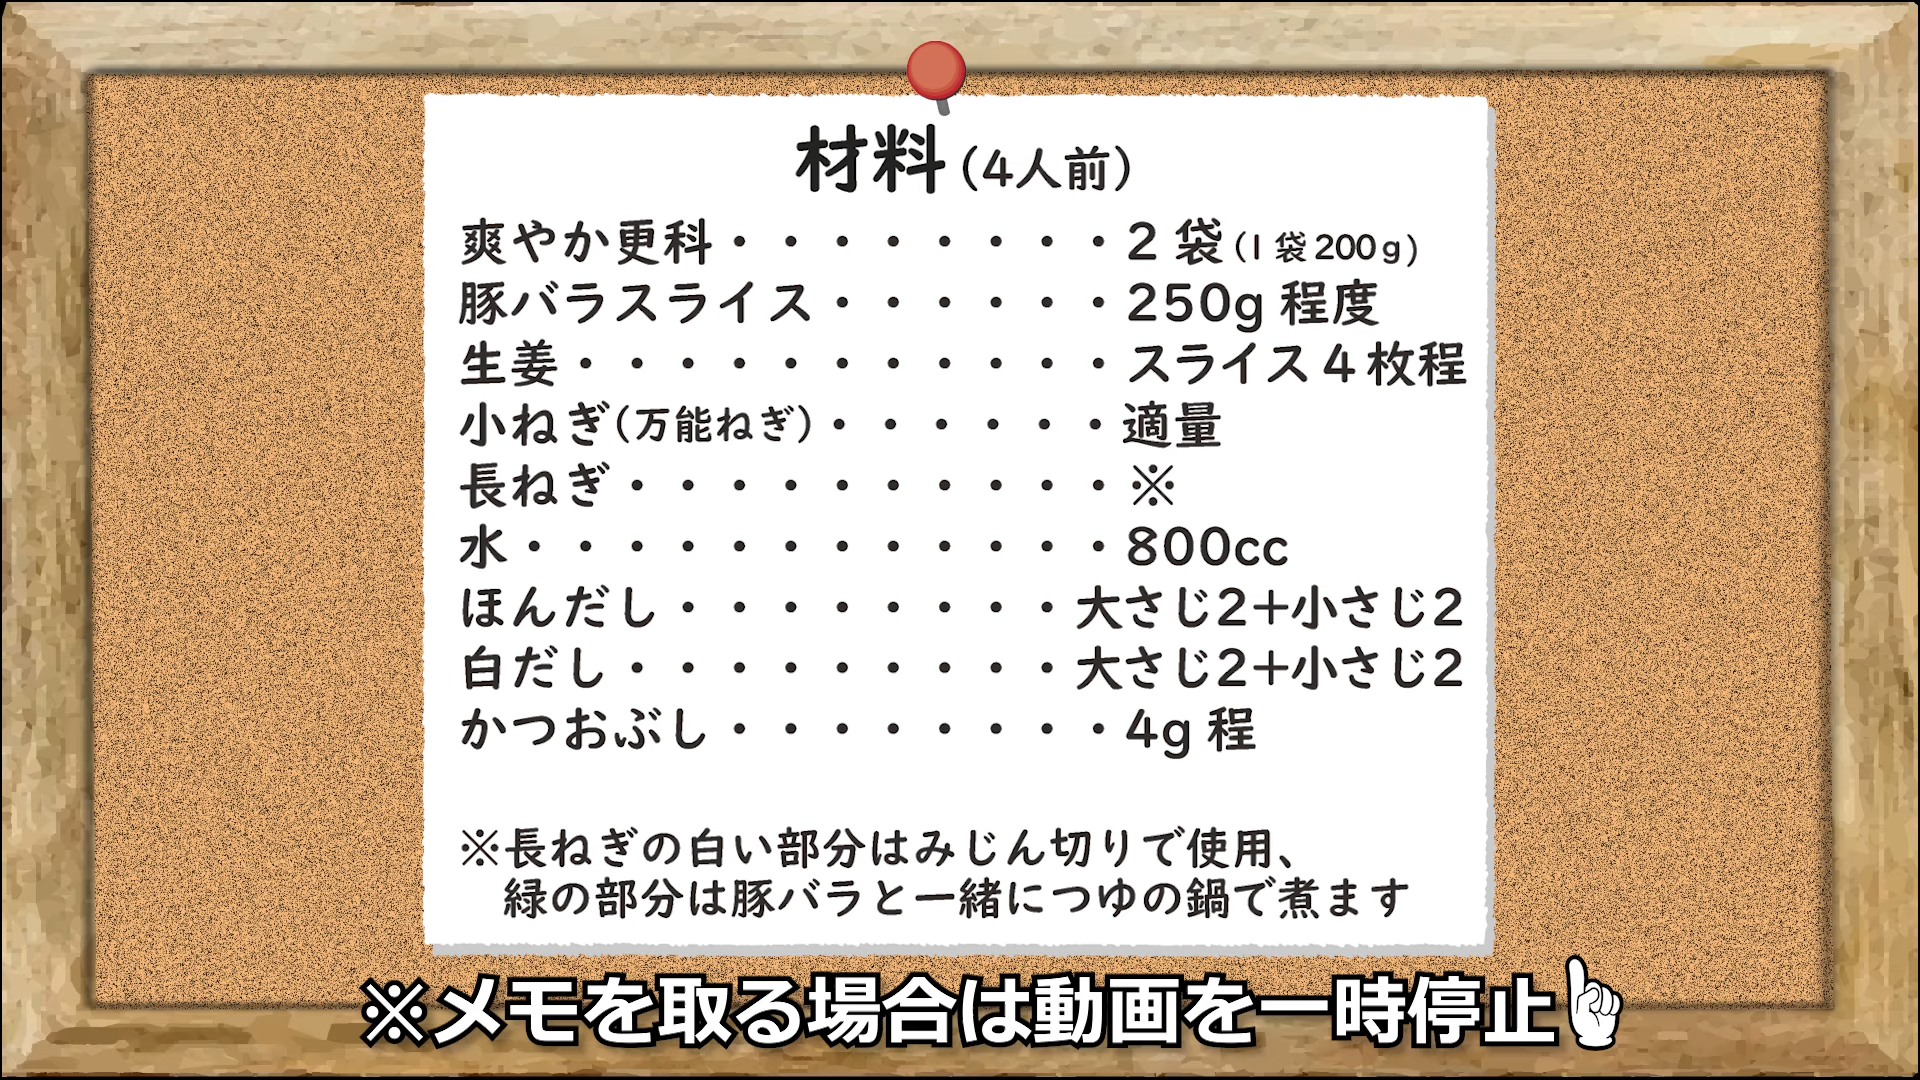 材料(4人前)
爽やか更科・・・・・・・・2袋(1袋200g)
豚バラスライス・・・・・・250g程度
生姜・・・・・・・・・・・スライス4枚程
小ねぎ(万能ねぎ)・・・・・・適量
長ねぎ・・・・・・・・・・※
水・・・・・・・・・・・・800cc
ほんだし・・・・・・・・大さじ2+小さじ2
白だし・・・・・・・・・大さじ2+小さじ2
かつおぶし・・・・・・・・4g程
※長ねぎの白い部分はみじん切りで使用、
緑の部分は豚バラと一緒につゆの鍋で煮ます
※メモを取る場合は動画を一時停止